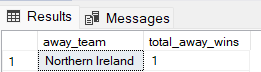 Results Messages
away_team total_away_wins
1 Northern Ireland 1